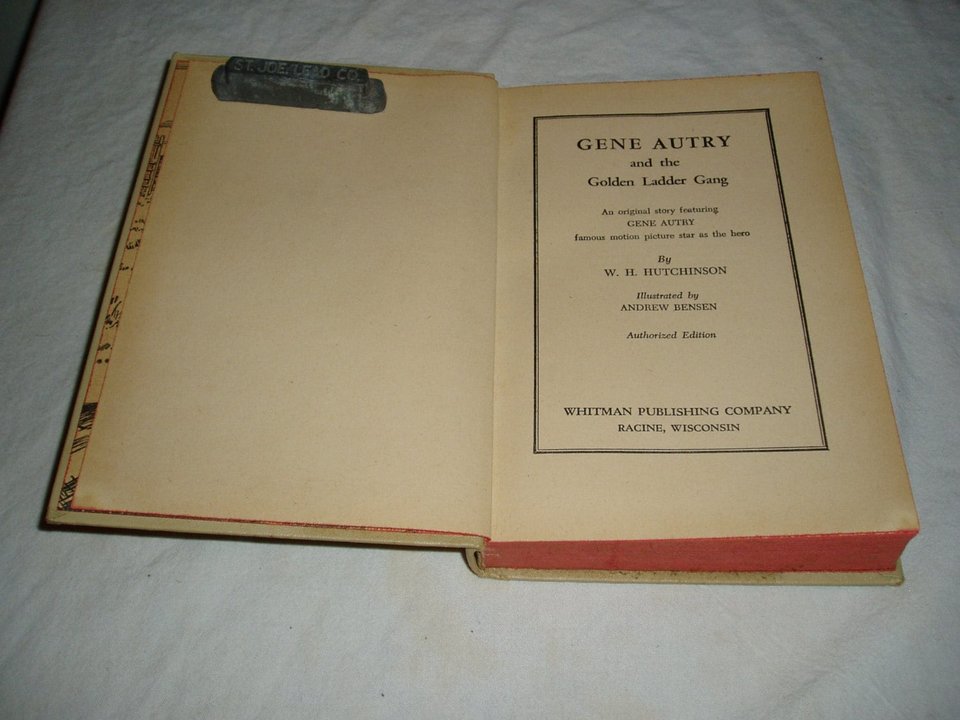 ST. JOE. LEAD CO.
GENE AUTRY
and the
Golden Ladder Gang
An original story featuring
GENE AUTRY
famous motion picture star as the hero
By
W. H. HUTCHINSON
Illustrated by
ANDREW BENSEN
Authorized Edition
WHITMAN PUBLISHING COMPANY
RACINE, WISCONSIN